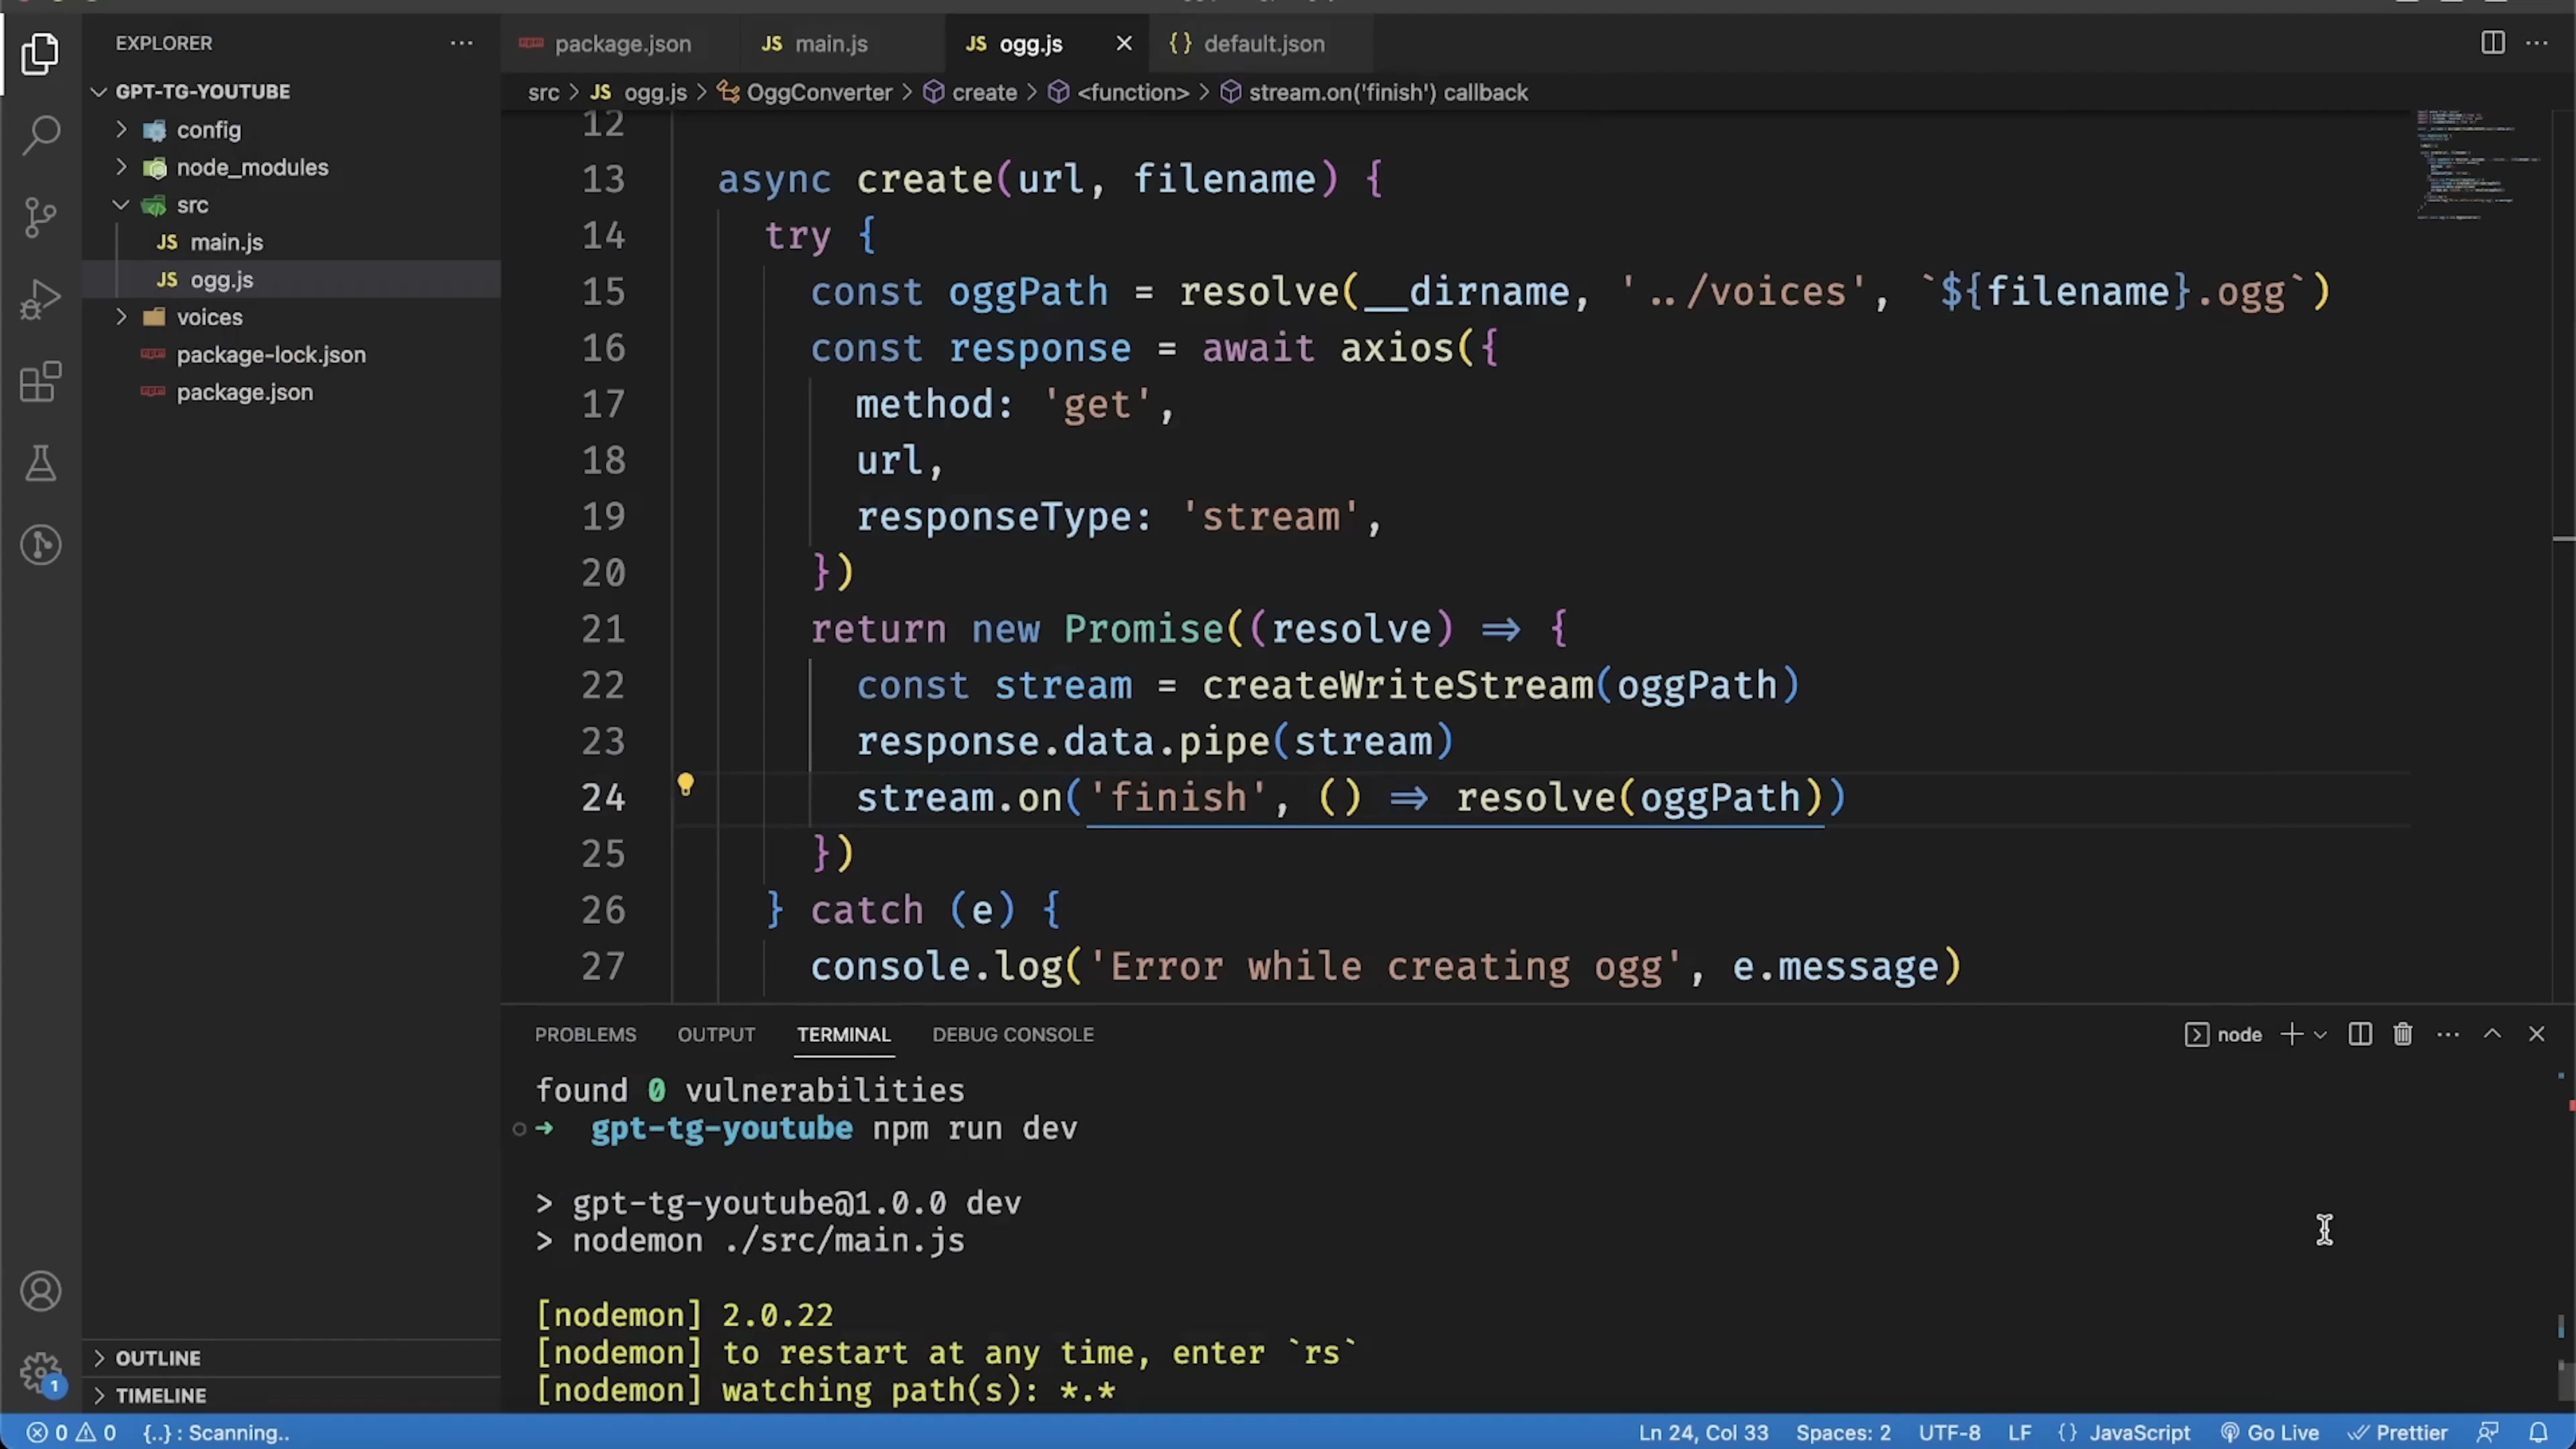 EXPLORER
GPT-TG-YOUTUBE
config
node_modules
src
JS main.js
JS ogg.js
voices
package-lock.json
package.json
OUTLINE
TIMELINE
package.json
JS main.js
JS ogg.js
{} default.json
src > JS ogg.js > OggConverter > create > <function> > stream.on('finish') callback
12
13 async create(url, filename) {
14 try {
15 const oggPath = resolve(__dirname, '../voices', `${filename}.ogg`)
16 const response = await axios({
17 method: 'get',
18 url,
19 responseType: 'stream',
20 })
21 return new Promise((resolve) => {
22 const stream = createWriteStream(oggPath)
23 response.data.pipe(stream)
24 stream.on('finish', () => resolve(oggPath))
25 })
26 } catch (e) {
27 console.log('Error while creating ogg', e.message)
PROBLEMS OUTPUT TERMINAL DEBUG CONSOLE
node
found 0 vulnerabilities
→ gpt-tg-youtube npm run dev
> gpt-tg-youtube@1.0.0 dev
> nodemon ./src/main.js
[nodemon] 2.0.22
[nodemon] to restart at any time, enter `rs`
[nodemon] watching path(s): *.*
1
0 0 {..} : Scanning..
Ln 24, Col 33 Spaces: 2 UTF-8 LF {} JavaScript Go Live Prettier